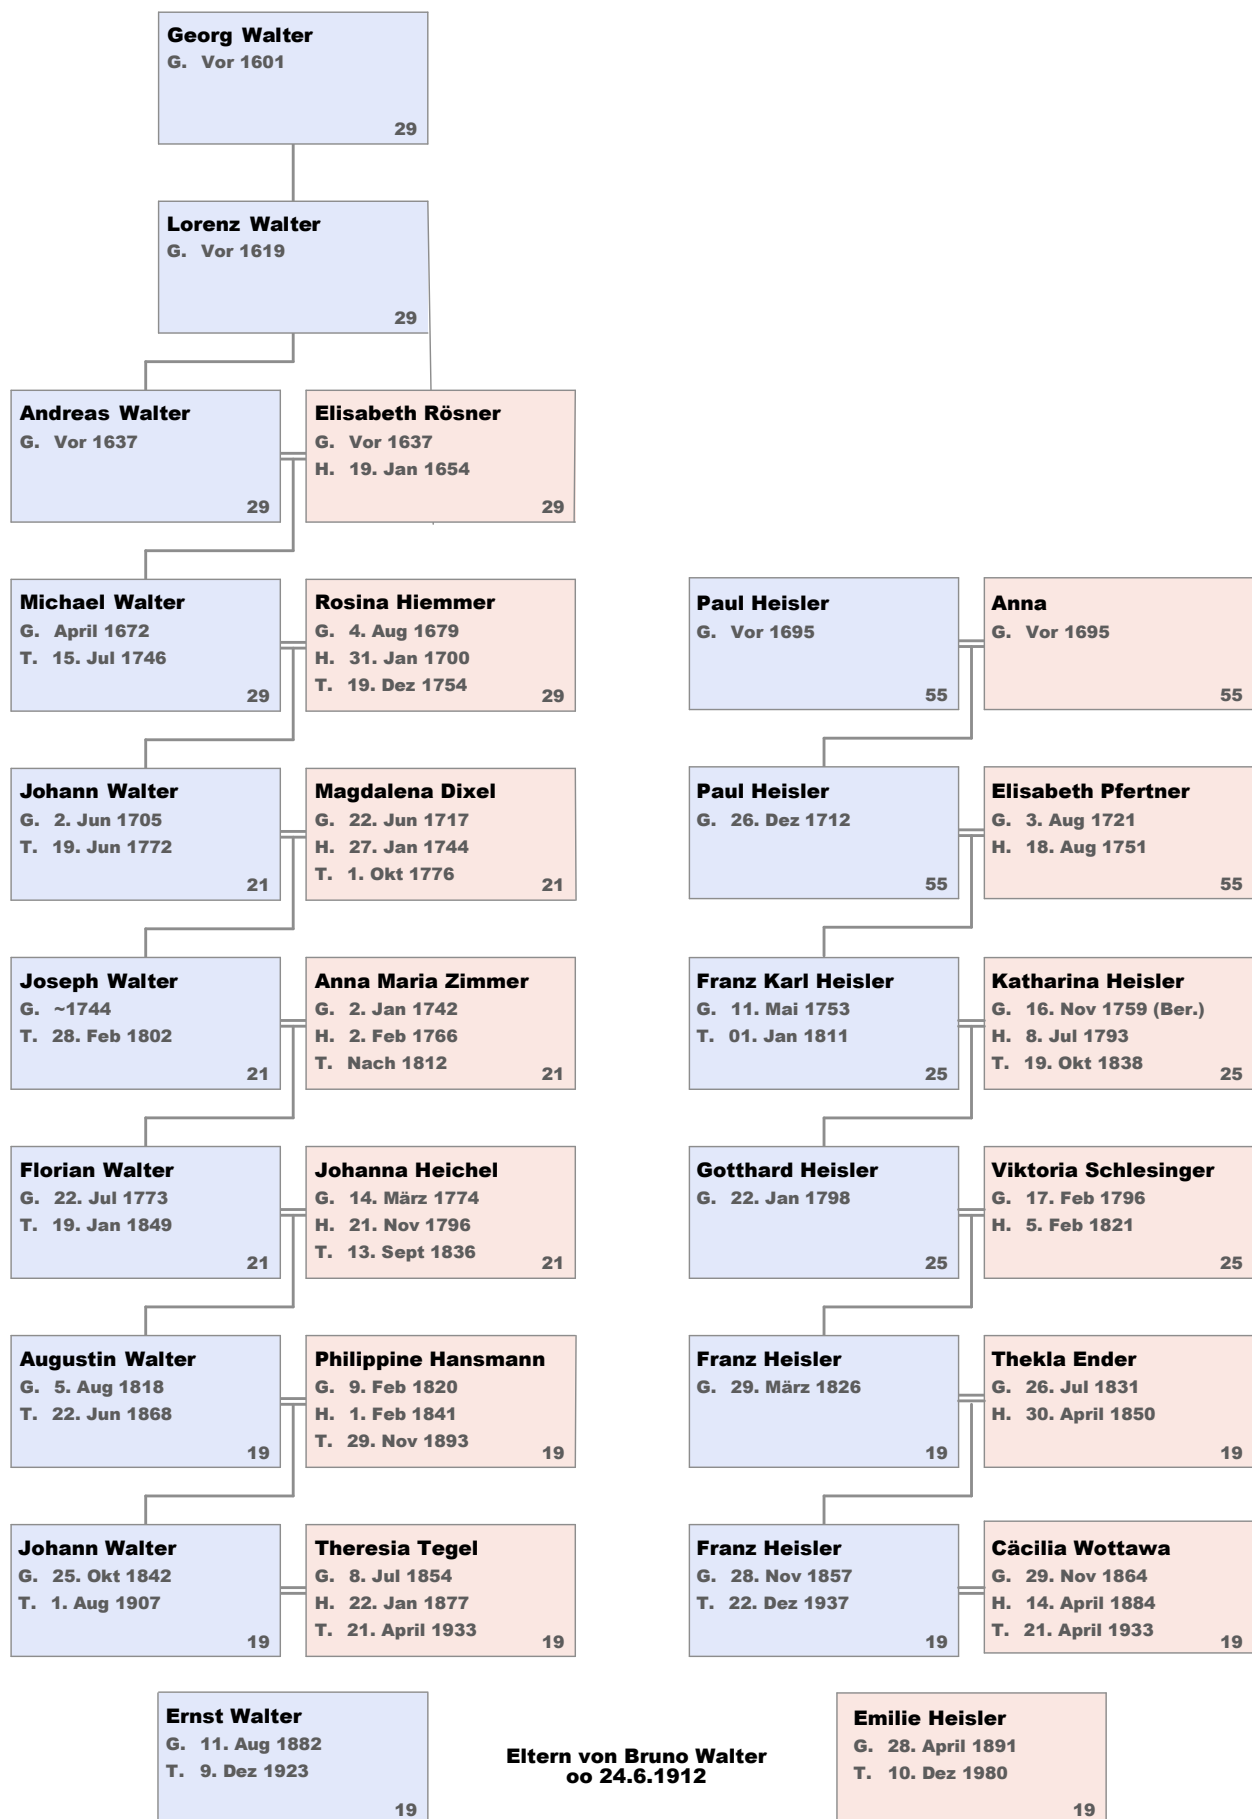 Georg Walter
G. Vor 1601
29
Lorenz Walter
G. Vor 1619
29
Andreas Walter
G. Vor 1637
29
Elisabeth Rösner
G. Vor 1637
H. 19. Jan 1654
29
Michael Walter
G. April 1672
T. 15. Jul 1746
29
Rosina Hiemmer
G. 4. Aug 1679
H. 31. Jan 1700
T. 19. Dez 1754
29
Paul Heisler
G. Vor 1695
55
Anna
G. Vor 1695
55
Johann Walter
G. 2. Jun 1705
T. 19. Jun 1772
21
Magdalena Dixel
G. 22. Jun 1717
H. 27. Jan 1744
T. 1. Okt 1776
21
Paul Heisler
G. 26. Dez 1712
55
Elisabeth Pfertner
G. 3. Aug 1721
H. 18. Aug 1751
55
Joseph Walter
G. ~1744
T. 28. Feb 1802
21
Anna Maria Zimmer
G. 2. Jan 1742
H. 2. Feb 1766
T. Nach 1812
21
Franz Karl Heisler
G. 11. Mai 1753
T. 01. Jan 1811
25
Katharina Heisler
G. 16. Nov 1759 (Ber.)
H. 8. Jul 1793
T. 19. Okt 1838
25
Florian Walter
G. 22. Jul 1773
T. 19. Jan 1849
21
Johanna Heichel
G. 14. März 1774
H. 21. Nov 1796
T. 13. Sept 1836
21
Gotthard Heisler
G. 22. Jan 1798
25
Viktoria Schlesinger
G. 17. Feb 1796
H. 5. Feb 1821
25
Augustin Walter
G. 5. Aug 1818
T. 22. Jun 1868
19
Philippine Hansmann
G. 9. Feb 1820
H. 1. Feb 1841
T. 29. Nov 1893
19
Franz Heisler
G. 29. März 1826
19
Thekla Ender
G. 26. Jul 1831
H. 30. April 1850
19
Johann Walter
G. 25. Okt 1842
T. 1. Aug 1907
19
Theresia Tegel
G. 8. Jul 1854
H. 22. Jan 1877
T. 21. April 1933
19
Franz Heisler
G. 28. Nov 1857
T. 22. Dez 1937
19
Cäcilia Wottawa
G. 29. Nov 1864
H. 14. April 1884
T. 21. April 1933
19
Ernst Walter
G. 11. Aug 1882
T. 9. Dez 1923
19
Eltern von Bruno Walter
oo 24.6.1912
Emilie Heisler
G. 28. April 1891
T. 10. Dez 1980
19